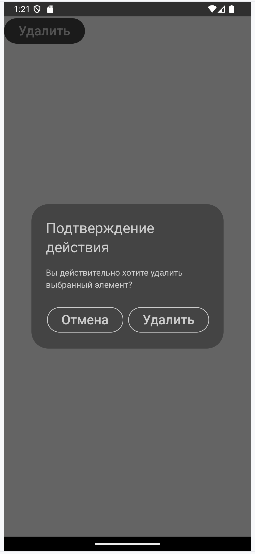 1:21
Удалить
Подтверждение
действия
Вы действительно хотите удалить
выбранный элемент?
Отмена
Удалить